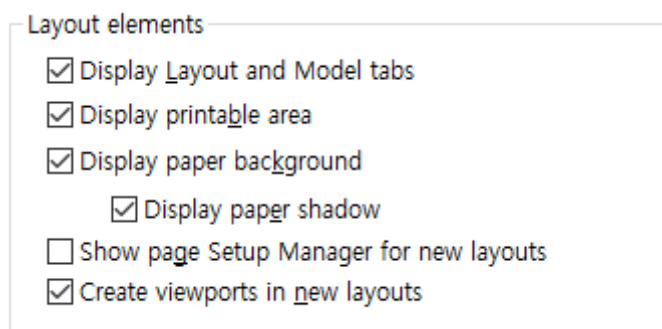 Layout elements
Display Layout and Model tabs
Display printable area
Display paper background
Display paper shadow
Show page Setup Manager for new layouts
Create viewports in new layouts